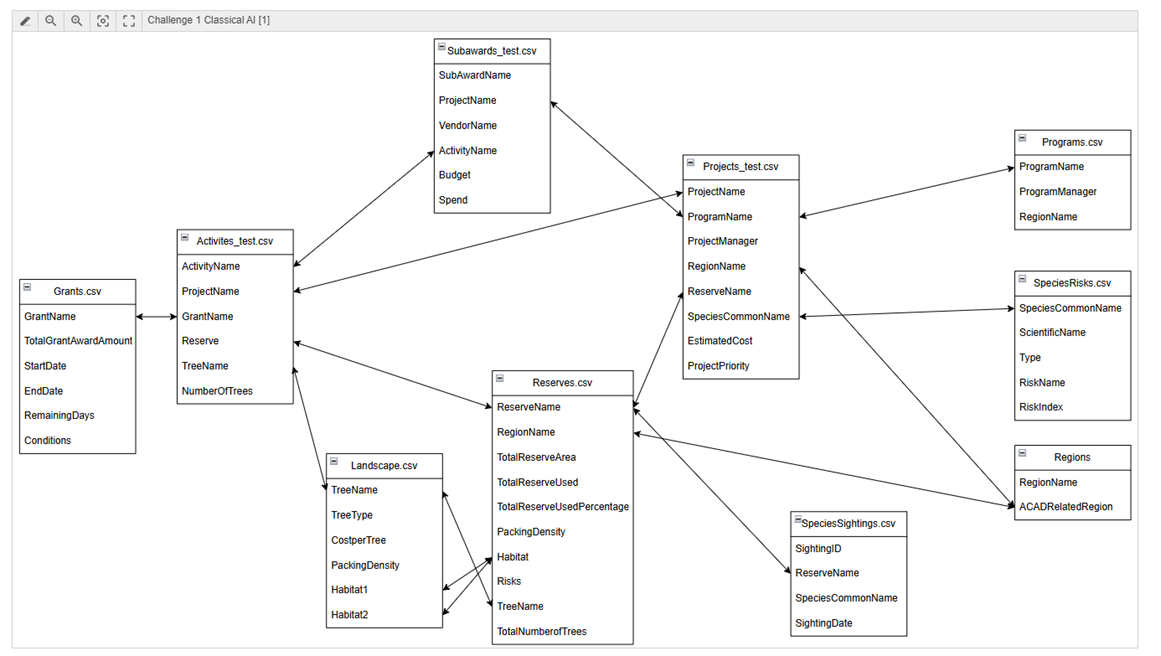 Challenge 1 Classical AI [1]
Subawards_test.csv
SubAwardName
ProjectName
VendorName
ActivityName
Budget
Spend
Programs.csv
ProgramName
ProgramManager
RegionName
Projects_test.csv
ProjectName
ProgramName
ProjectManager
RegionName
ReserveName
SpeciesCommonName
EstimatedCost
ProjectPriority
Activites_test.csv
ActivityName
ProjectName
GrantName
Reserve
TreeName
NumberOfTrees
Grants.csv
GrantName
TotalGrantAwardAmount
StartDate
EndDate
RemainingDays
Conditions
SpeciesRisks.csv
SpeciesCommonName
ScientificName
Type
RiskName
RiskIndex
Reserves.csv
ReserveName
RegionName
TotalReserveArea
TotalReserveUsed
TotalReserveUsedPercentage
PackingDensity
Habitat
Risks
TreeName
TotalNumberofTrees
Landscape.csv
TreeName
TreeType
CostperTree
PackingDensity
Habitat1
Habitat2
Regions
RegionName
ACADRelatedRegion
SpeciesSightings.csv
SightingID
ReserveName
SpeciesCommonName
SightingDate